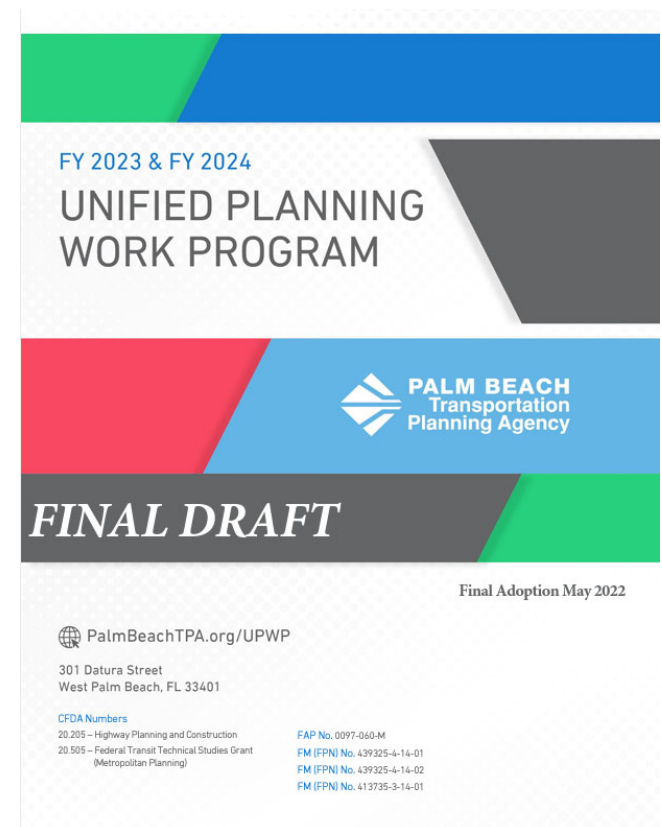 FY 2023 & FY 2024
UNIFIED PLANNING
WORK PROGRAM
PALM BEACH
Transportation
Planning Agency
FINAL DRAFT
Final Adoption May 2022
PalmBeachTPA.org/UPWP
301 Datura Street
West Palm Beach, FL 33401
CFDA Numbers
20.205 – Highway Planning and Construction
20.505 – Federal Transit Technical Studies Grant
(Metropolitan Planning)
FAP No. 0097-060-M
FM (FPN) No. 439325-4-14-01
FM (FPN) No. 439325-4-14-02
FM (FPN) No. 413735-3-14-01